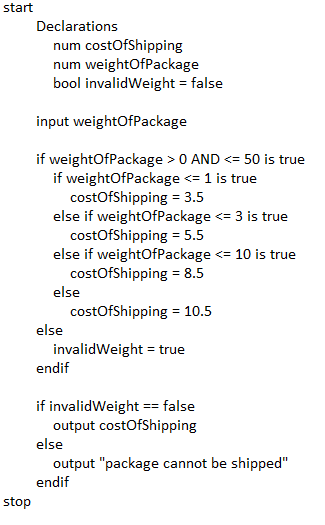 start
Declarations
num costOfShipping
num weightOfPackage
bool invalidWeight = false
input weightOfPackage
if weightOfPackage > 0 AND <= 50 is true
if weightOfPackage <= 1 is true
costOfShipping = 3.5
else if weightOfPackage <= 3 is true
costOfShipping = 5.5
else if weightOfPackage <= 10 is true
costOfShipping = 8.5
else
costOfShipping = 10.5
else
invalidWeight = true
endif
if invalidWeight == false
output costOfShipping
else
output "package cannot be shipped"
endif
stop